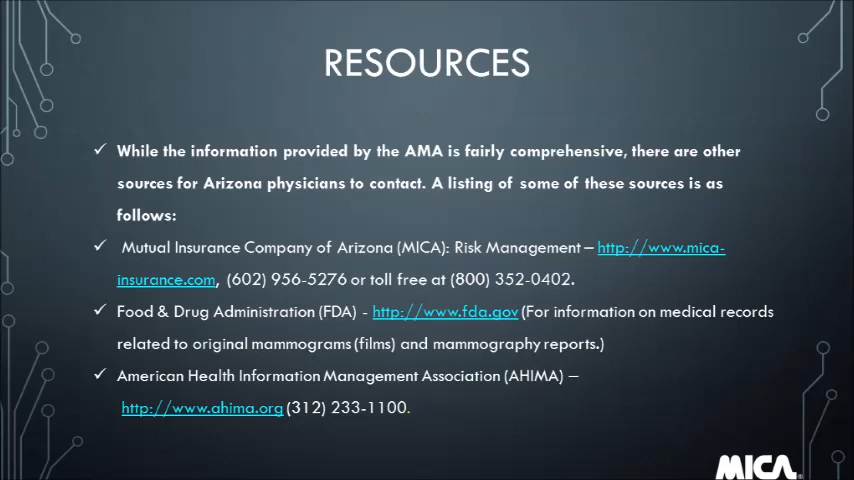 RESOURCES
While the information provided by the AMA is fairly comprehensive, there are other
sources for Arizona physicians to contact. A listing of some of these sources is as
follows:
Mutual Insurance Company of Arizona (MICA): Risk Management – http://www.mica-
insurance.com, (602) 956-5276 or toll free at (800) 352-0402.
Food & Drug Administration (FDA) - http://www.fda.gov (For information on medical records
related to original mammograms (films) and mammography reports.)
American Health Information Management Association (AHIMA) –
http://www.ahima.org (312) 233-1100.
MICA®